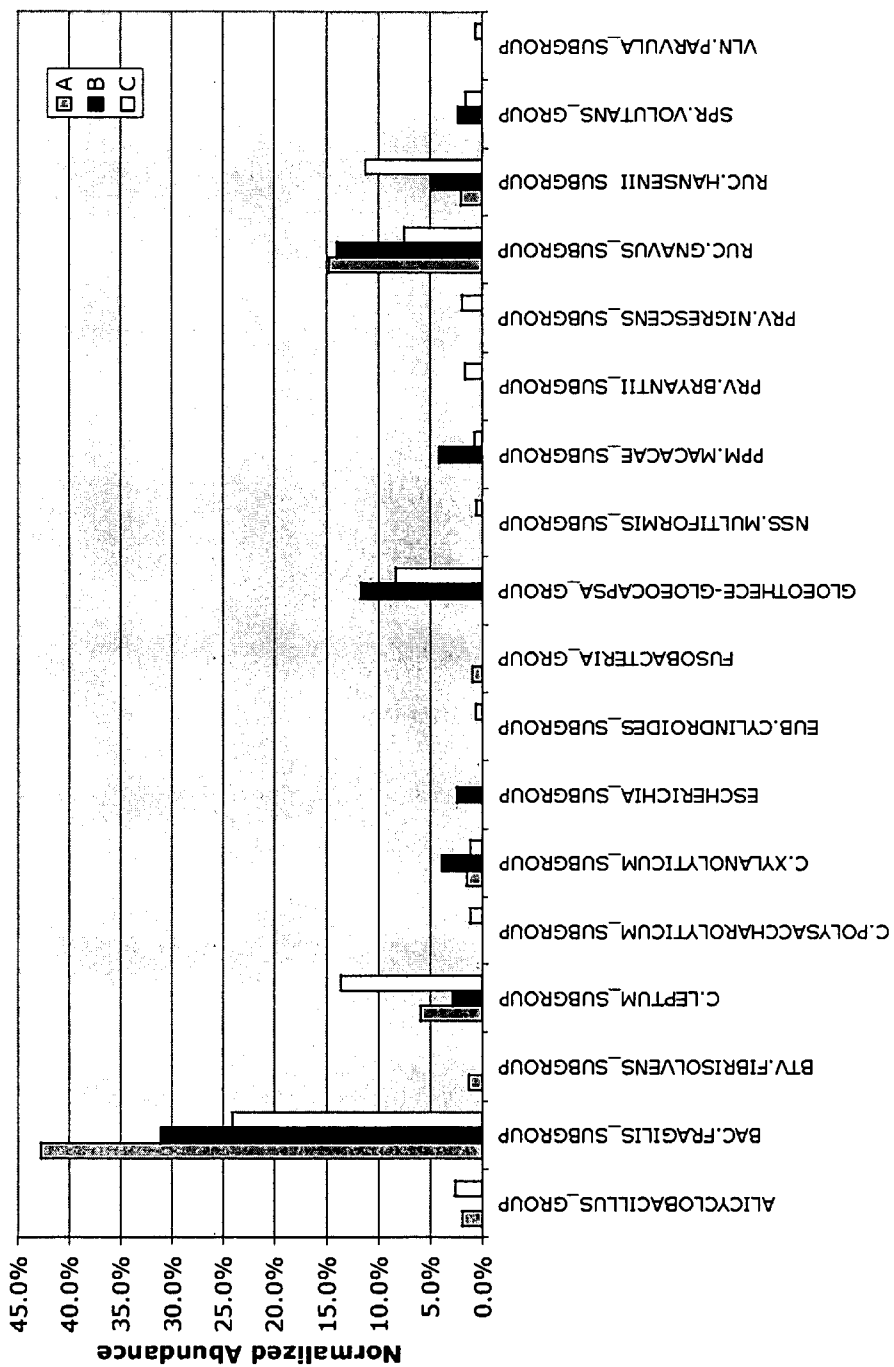 Normalized Abundance
45.0%
40.0%
35.0%
30.0%
25.0%
20.0%
15.0%
10.0%
5.0%
0.0%
A
B
C
ALICYCLOBACILLUS_GROUP
BAC.FRAGILIS_SUBGROUP
BTV.FIBRISOLVENS_SUBGROUP
C.LEPTUM_SUBGROUP
C.POLYSACCHAROLYTICUM_SUBGROUP
C.XYLANOLYTICUM_SUBGROUP
ESCHERICHIA_SUBGROUP
EUB.CYLINDROIDES_SUBGROUP
FUSOBACTERIA_GROUP
GLOEOTHECE-GLOEOCAPSA_GROUP
NSS.MULTIFORMIS_SUBGROUP
PPM.MACACAE_SUBGROUP
PRV.BRYANTII_SUBGROUP
PRV.NIGRESCENS_SUBGROUP
RUC.GNAVUS_SUBGROUP
RUC.HANSENII SUBGROUP
SPR.VOLUTANS_GROUP
VLN.PARVULA_SUBGROUP